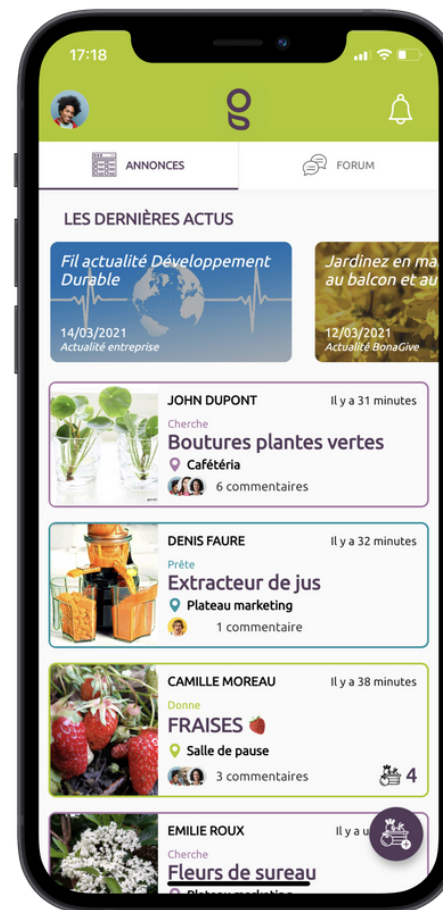 17:18
g
ANNONCES
FORUM
LES DERNIÈRES ACTUS
Fil actualité Développement
Durable
14/03/2021
Actualité entreprise
Jardinez en ma
au balcon et au
12/03/2021
Actualité BonaGive
JOHN DUPONT Il y a 31 minutes
Cherche
Boutures plantes vertes
Cafétéria
6 commentaires
DENIS FAURE Il y a 32 minutes
Prête
Extracteur de jus
Plateau marketing
1 commentaire
CAMILLE MOREAU Il y a 38 minutes
Donne
FRAISES 🍓
Salle de pause
3 commentaires 4
EMILIE ROUX Il y a u
Cherche
Fleurs de sureau
Plateau marketing